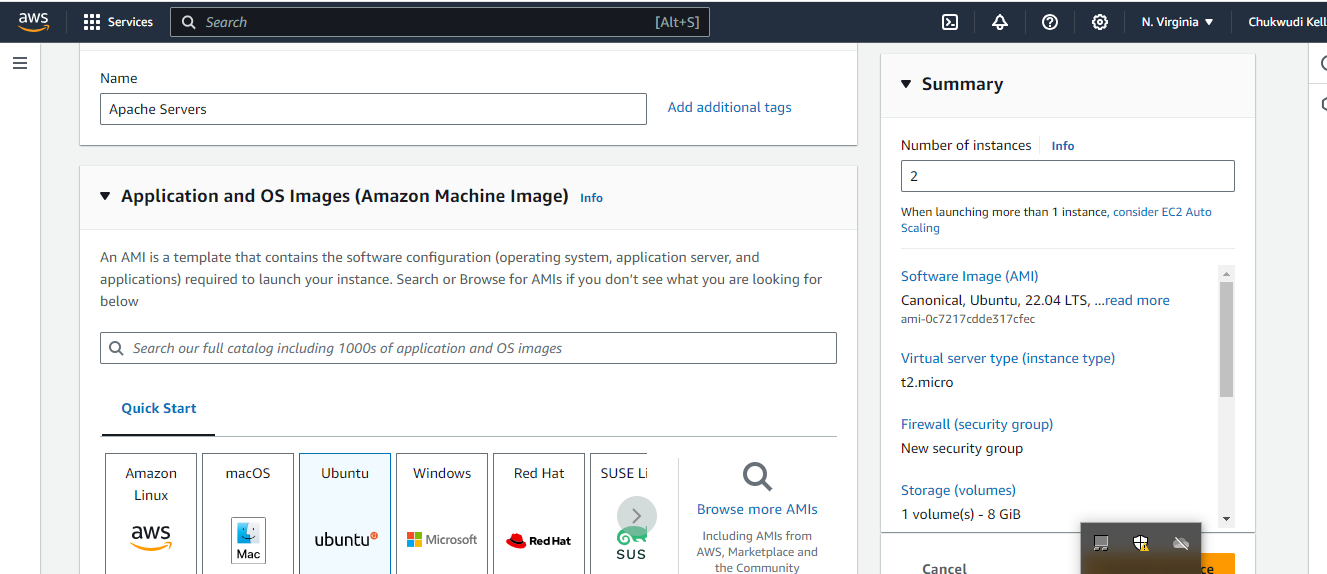 aws
Services
Search
[Alt+S]
N. Virginia
Chukwudi Kell
Name
Apache Servers
Add additional tags
Application and OS Images (Amazon Machine Image) Info
An AMI is a template that contains the software configuration (operating system, application server, and
applications) required to launch your instance. Search or Browse for AMIs if you don’t see what you are looking for
below
Search our full catalog including 1000s of application and OS images
Quick Start
Amazon
Linux
aws
macOS
Mac
Ubuntu
ubuntu
Windows
Microsoft
Red Hat
Red Hat
SUSE Li
SUS
Browse more AMIs
Including AMIs from
AWS, Marketplace and
the Community
Summary
Number of instances Info
2
When launching more than 1 instance, consider EC2 Auto
Scaling
Software Image (AMI)
Canonical, Ubuntu, 22.04 LTS, ...read more
ami-0c7217cdde317cfec
Virtual server type (instance type)
t2.micro
Firewall (security group)
New security group
Storage (volumes)
1 volume(s) - 8 GiB
Cancel
ce